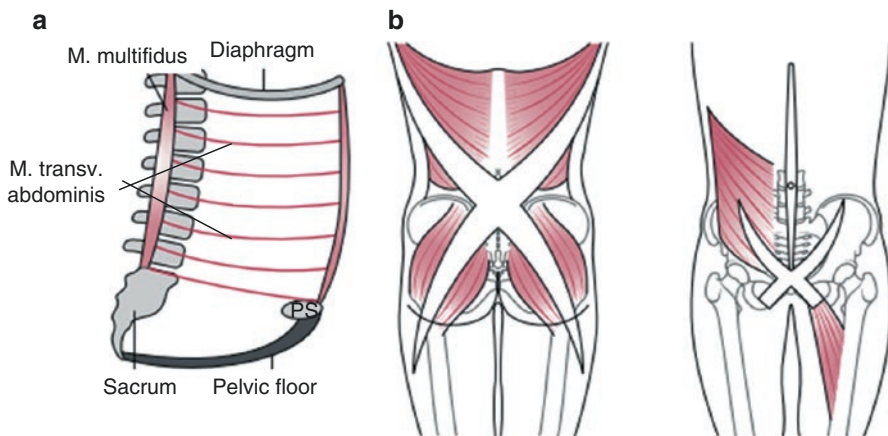 a
b
M. multifidus
Diaphragm
M. transv.
abdominis
PS
Sacrum
Pelvic floor